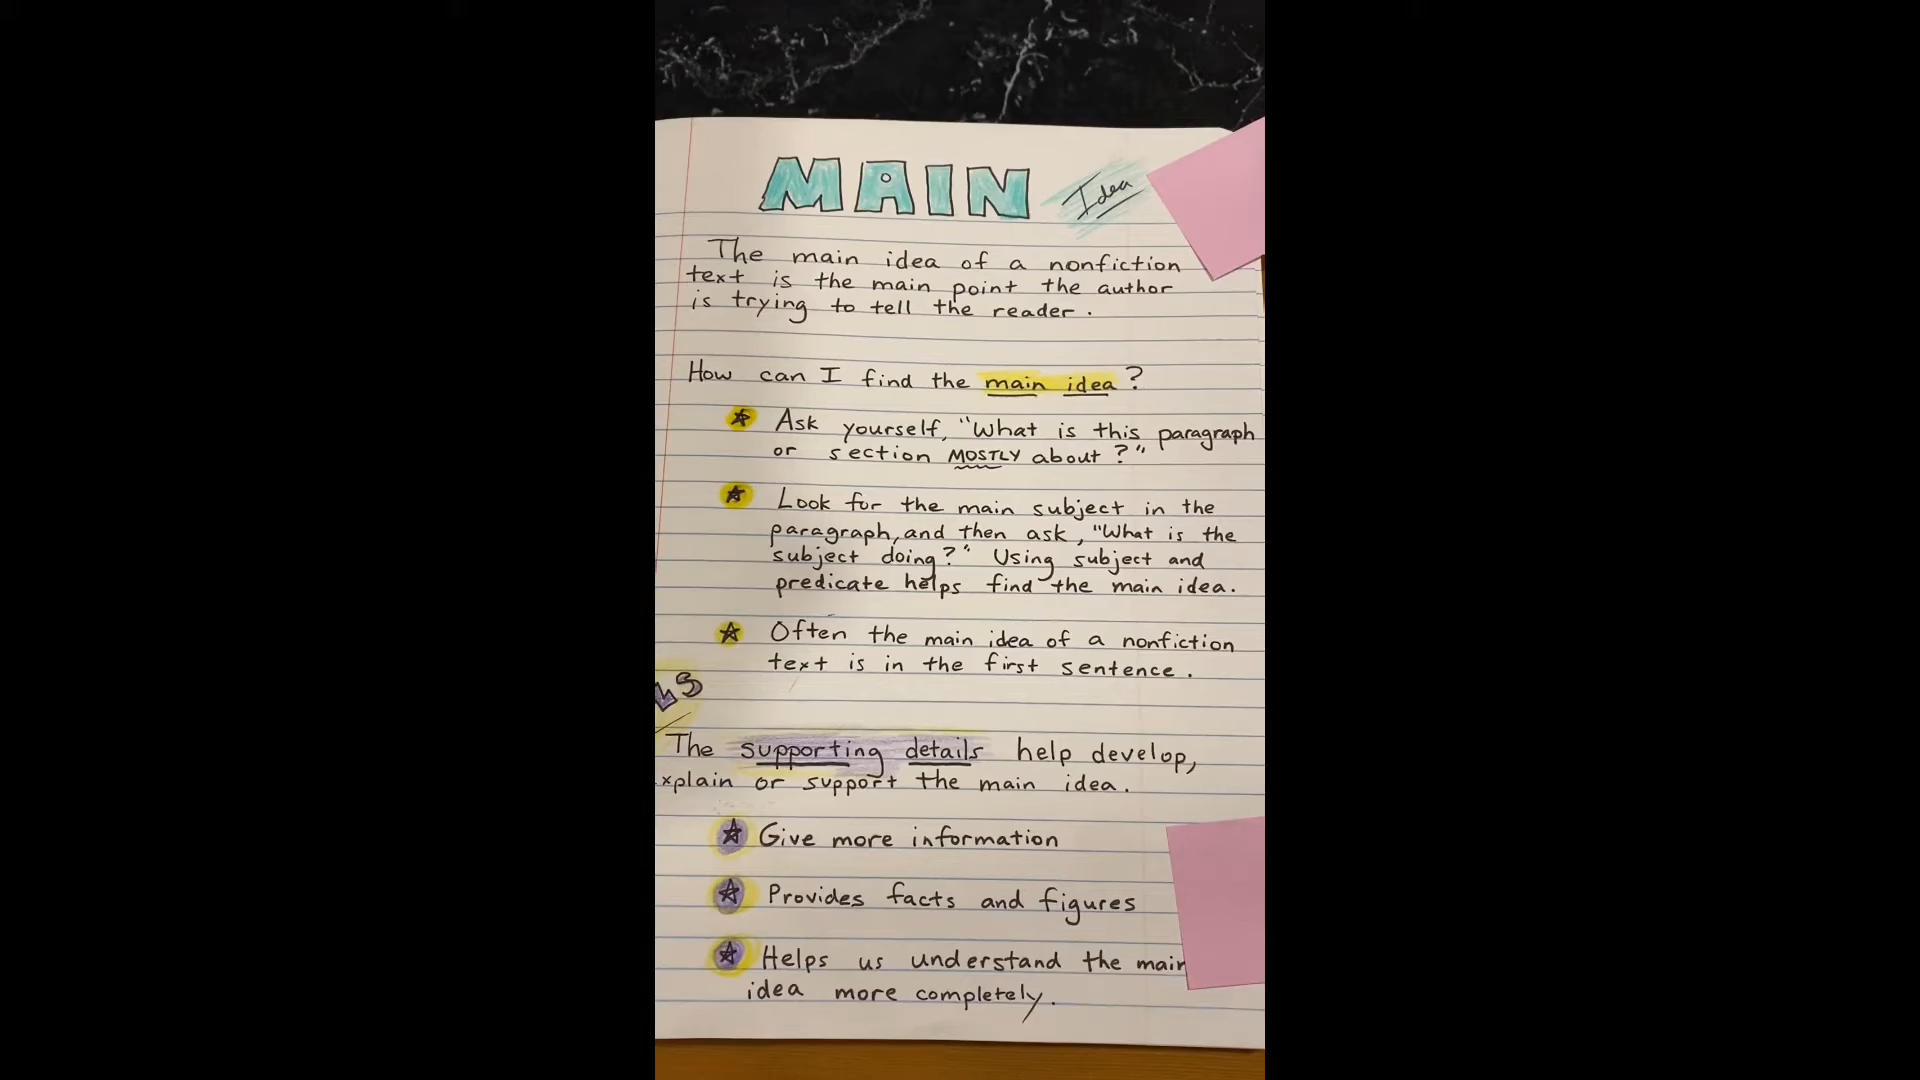 MAIN Idea
The main idea of a nonfiction
text is the main point the author
is trying to tell the reader.
How can I find the main idea?
Ask yourself, "What is this paragraph
or section MOSTLY about?"
Look for the main subject in the
paragraph, and then ask, "What is the
subject doing?" Using subject and
predicate helps find the main idea.
Often the main idea of a nonfiction
text is in the first sentence.
LS
The supporting details help develop,
xplain or support the main idea.
Give more information
Provides facts and figures
Helps us understand the main
idea more completely.